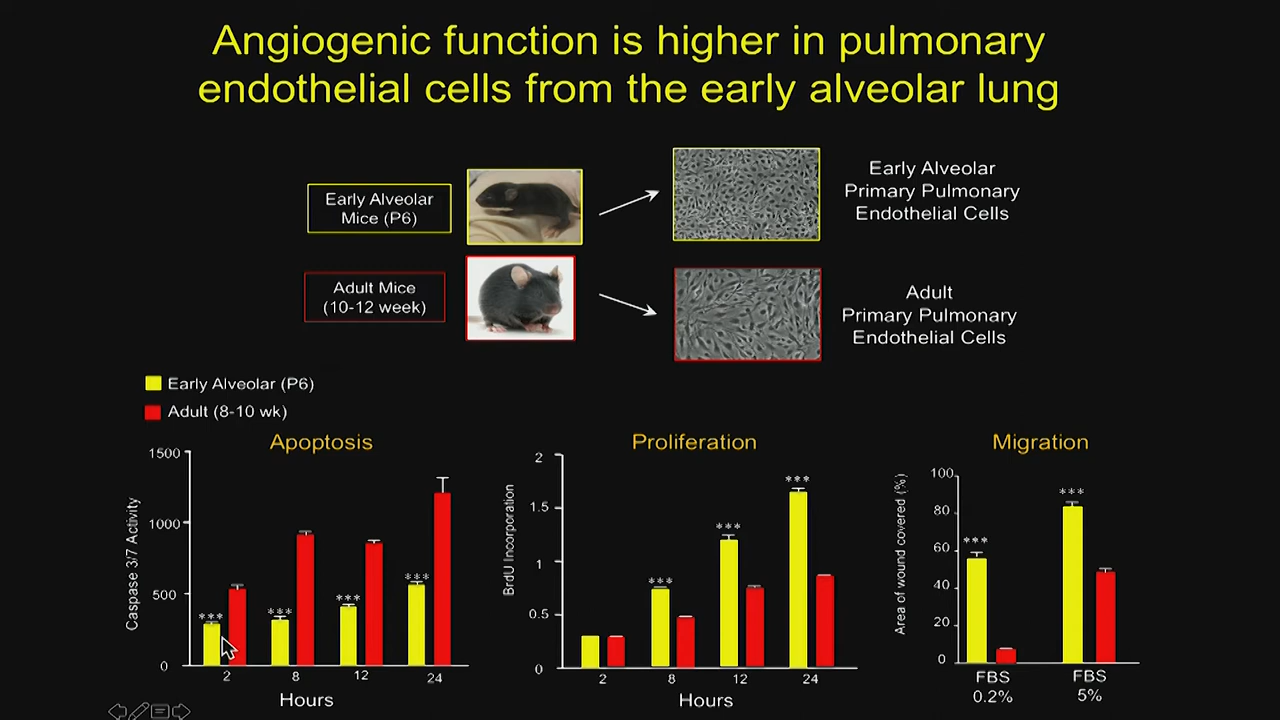 Angiogenic function is higher in pulmonary
endothelial cells from the early alveolar lung
Early Alveolar
Mice (P6)
Early Alveolar
Primary Pulmonary
Endothelial Cells
Adult Mice
(10-12 week)
Adult
Primary Pulmonary
Endothelial Cells
Early Alveolar (P6)
Adult (8-10 wk)
Apoptosis
Caspase 3/7 Activity
1500
1000
500
0
***
***
***
***
2 8 12 24
Hours
Proliferation
BrdU Incorporation
2
1.5
1
0.5
0
***
***
***
2 8 12 24
Hours
Migration
Area of wound covered (%)
100
80
60
40
20
0
***
***
FBS FBS
0.2% 5%